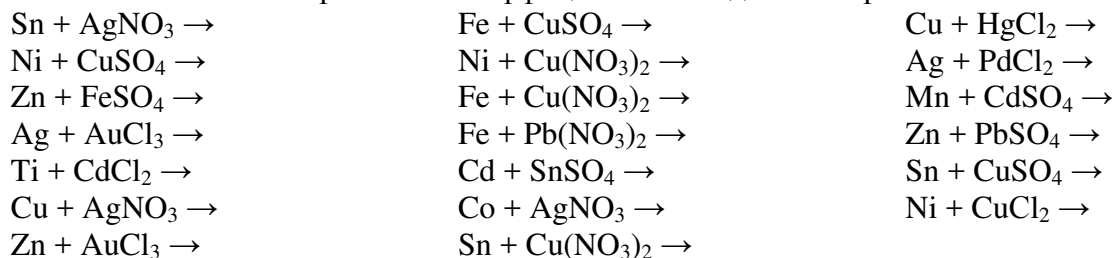 Sn + AgNO₃ →
Ni + CuSO₄ →
Zn + FeSO₄ →
Ag + AuCl₃ →
Ti + CdCl₂ →
Cu + AgNO₃ →
Zn + AuCl₃ →
Fe + CuSO₄ →
Ni + Cu(NO₃)₂ →
Fe + Cu(NO₃)₂ →
Fe + Pb(NO₃)₂ →
Cd + SnSO₄ →
Co + AgNO₃ →
Sn + Cu(NO₃)₂ →
Cu + HgCl₂ →
Ag + PdCl₂ →
Mn + CdSO₄ →
Zn + PbSO₄ →
Sn + CuSO₄ →
Ni + CuCl₂ →